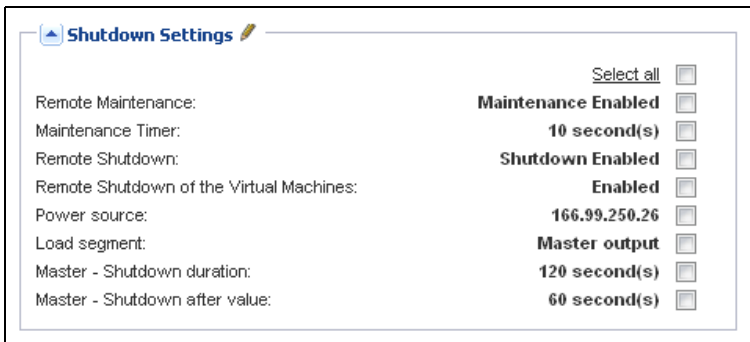 Shutdown Settings
Select all
Remote Maintenance: Maintenance Enabled
Maintenance Timer: 10 second(s)
Remote Shutdown: Shutdown Enabled
Remote Shutdown of the Virtual Machines: Enabled
Power source: 166.99.250.26
Load segment: Master output
Master - Shutdown duration: 120 second(s)
Master - Shutdown after value: 60 second(s)